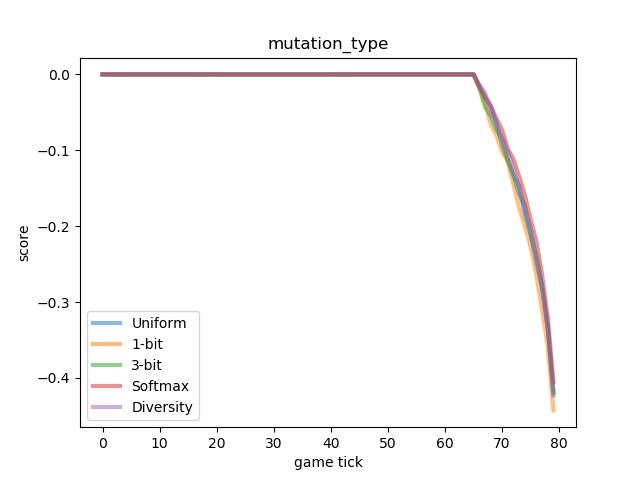 mutation_type
score
0.0
−0.1
−0.2
−0.3
−0.4
Uniform
1-bit
3-bit
Softmax
Diversity
0 10 20 30 40 50 60 70 80
game tick